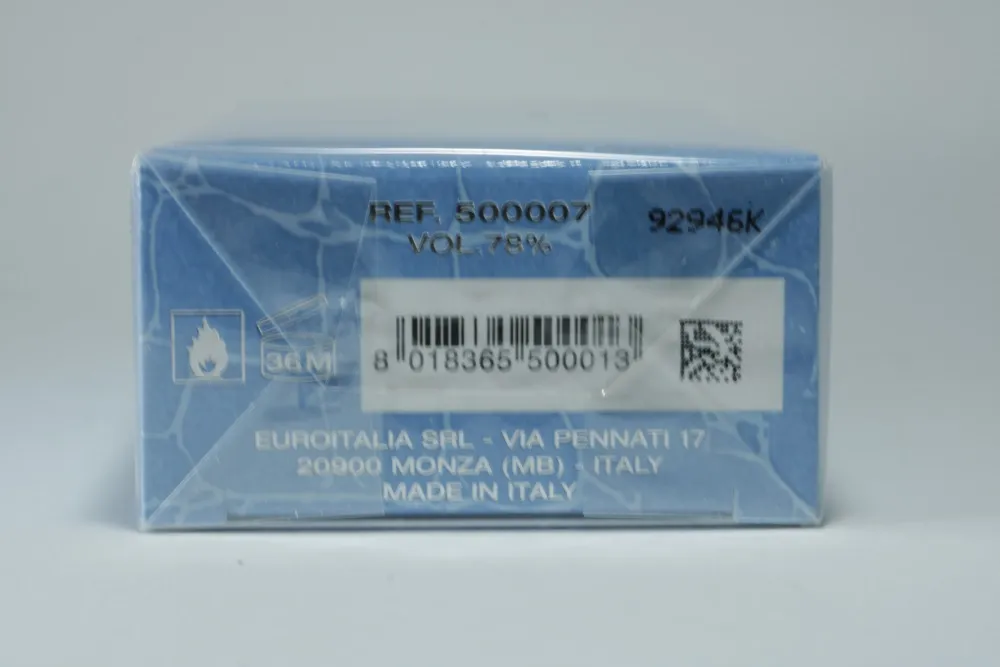 REF. 500007
92946K
VOL.78%
36M
8 018365 500013
EUROITALIA SRL - VIA PENNATI 17
20900 MONZA (MB) - ITALY
MADE IN ITALY